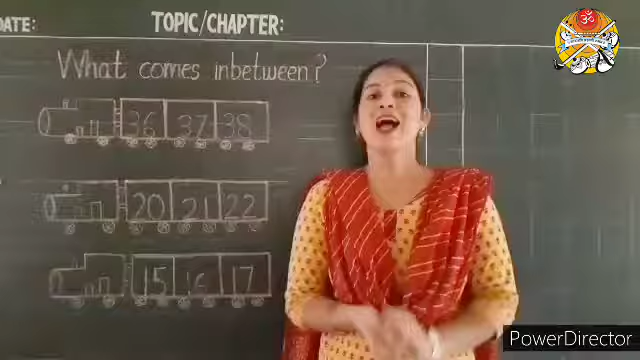 DATE:
TOPIC/CHAPTER:
What comes inbetween?
36 37 38
20 21 22
15 16 17
PowerDirector